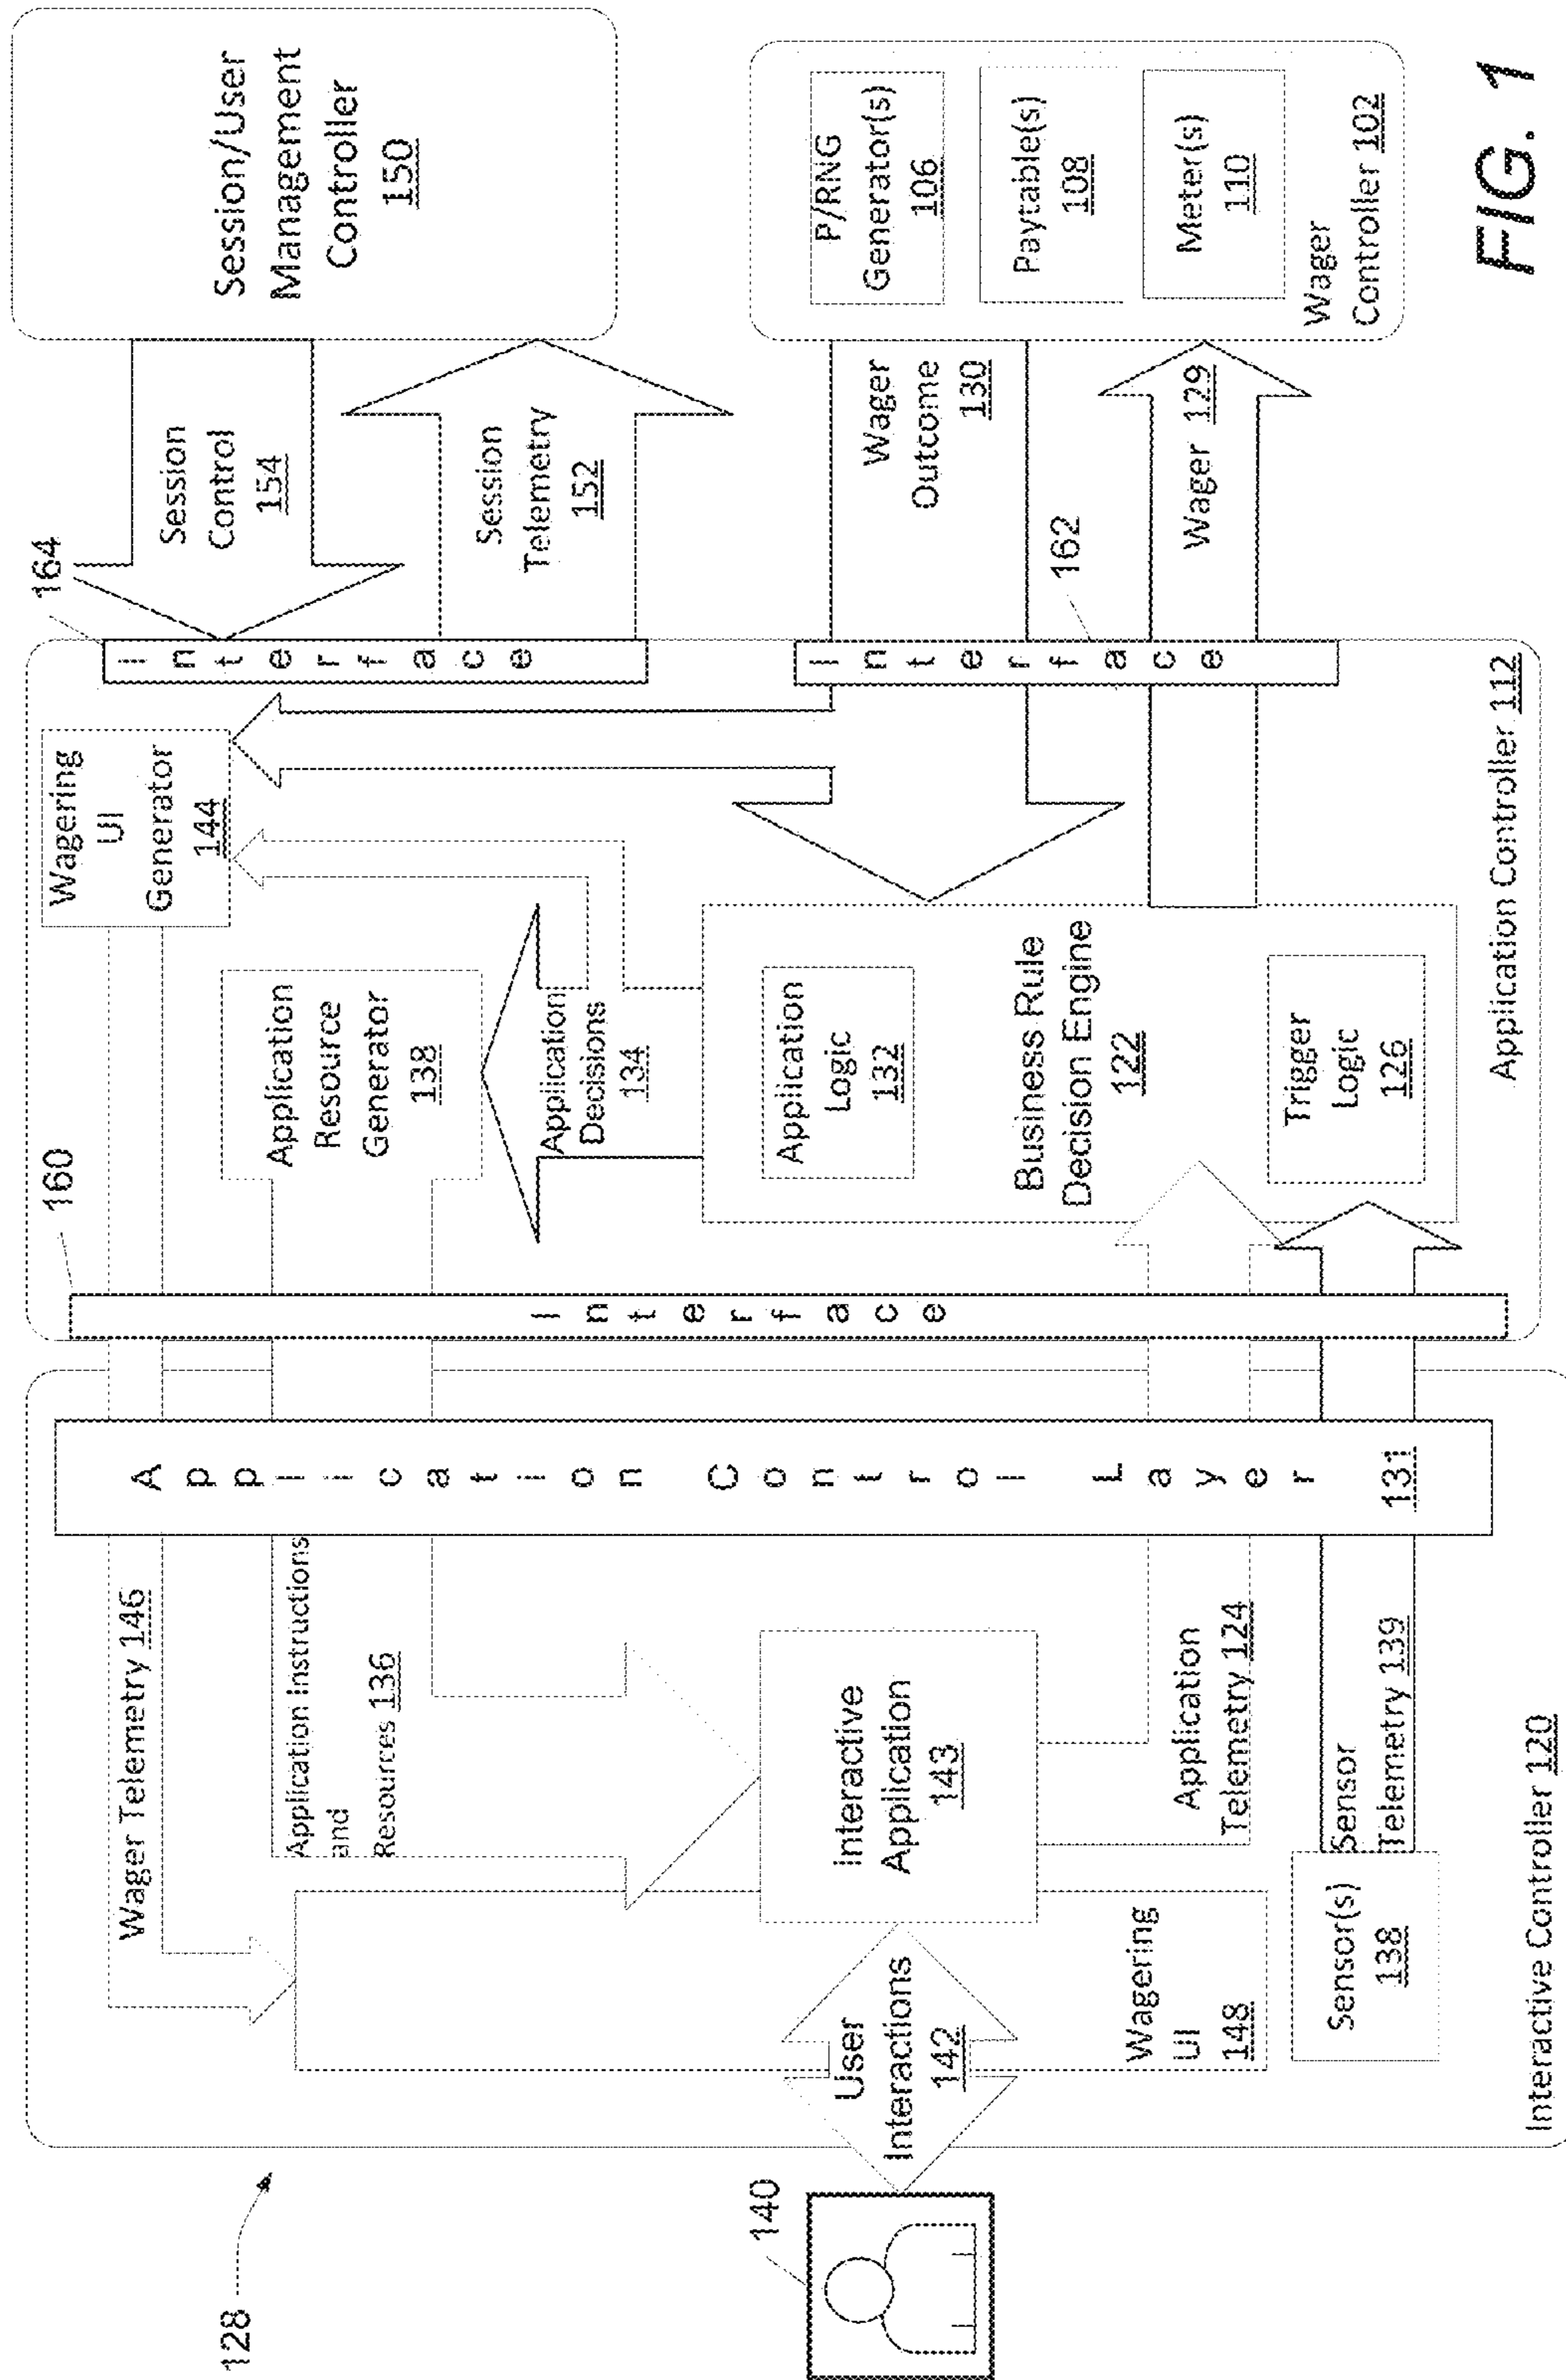 128
140
User
Interactions
142
Wager Telemetry 146
Application Instructions
and
Resources 136
Interactive
Application
143
Application
Telemetry 124
Wagering
UI
148
Sensor(s)
138
Sensor
Telemetry 139
Interactive Controller 120
Application Control Layer
131
160
Interface
Application
Resource
Generator
138
Wagering
UI
Generator
144
Application
Decisions
134
Application
Logic
132
Business Rule
Decision Engine
122
Trigger
Logic
126
Application Controller 112
164
Interface
162
Interface
Session
Control
154
Session
Telemetry
152
Wager
Outcome
130
Wager 129
Session/User
Management
Controller
150
P/RNG
Generator(s)
106
Paytable(s)
108
Meter(s)
110
Wager
Controller 102
FIG. 1